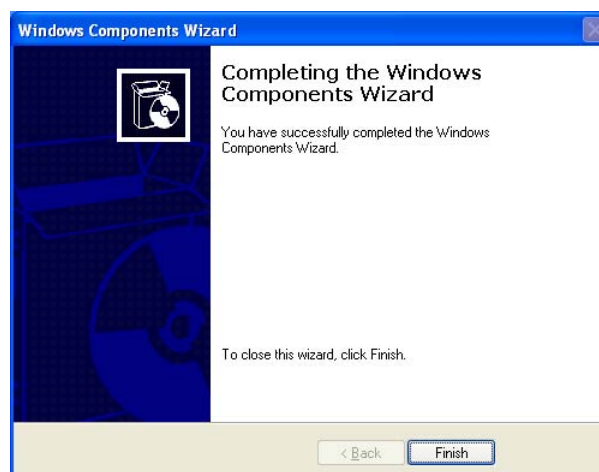 Windows Components Wizard
Completing the Windows
Components Wizard
You have successfully completed the Windows
Components Wizard.
To close this wizard, click Finish.
< Back
Finish